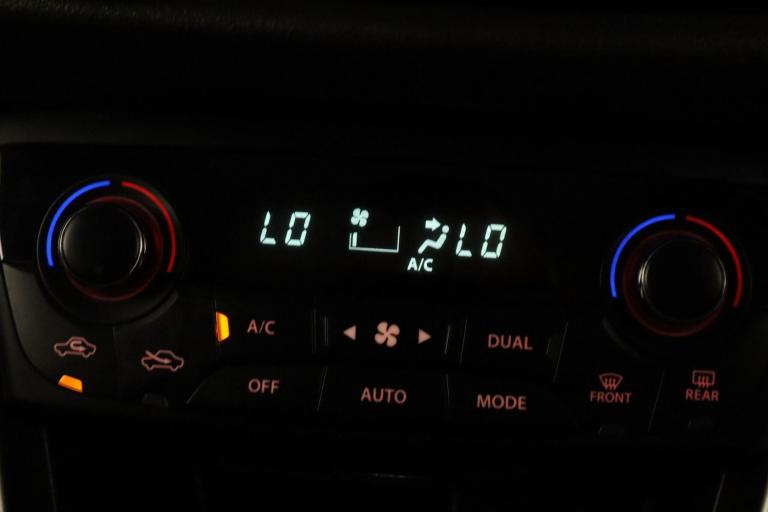 LO LO
A/C
A/C DUAL
OFF AUTO MODE FRONT REAR